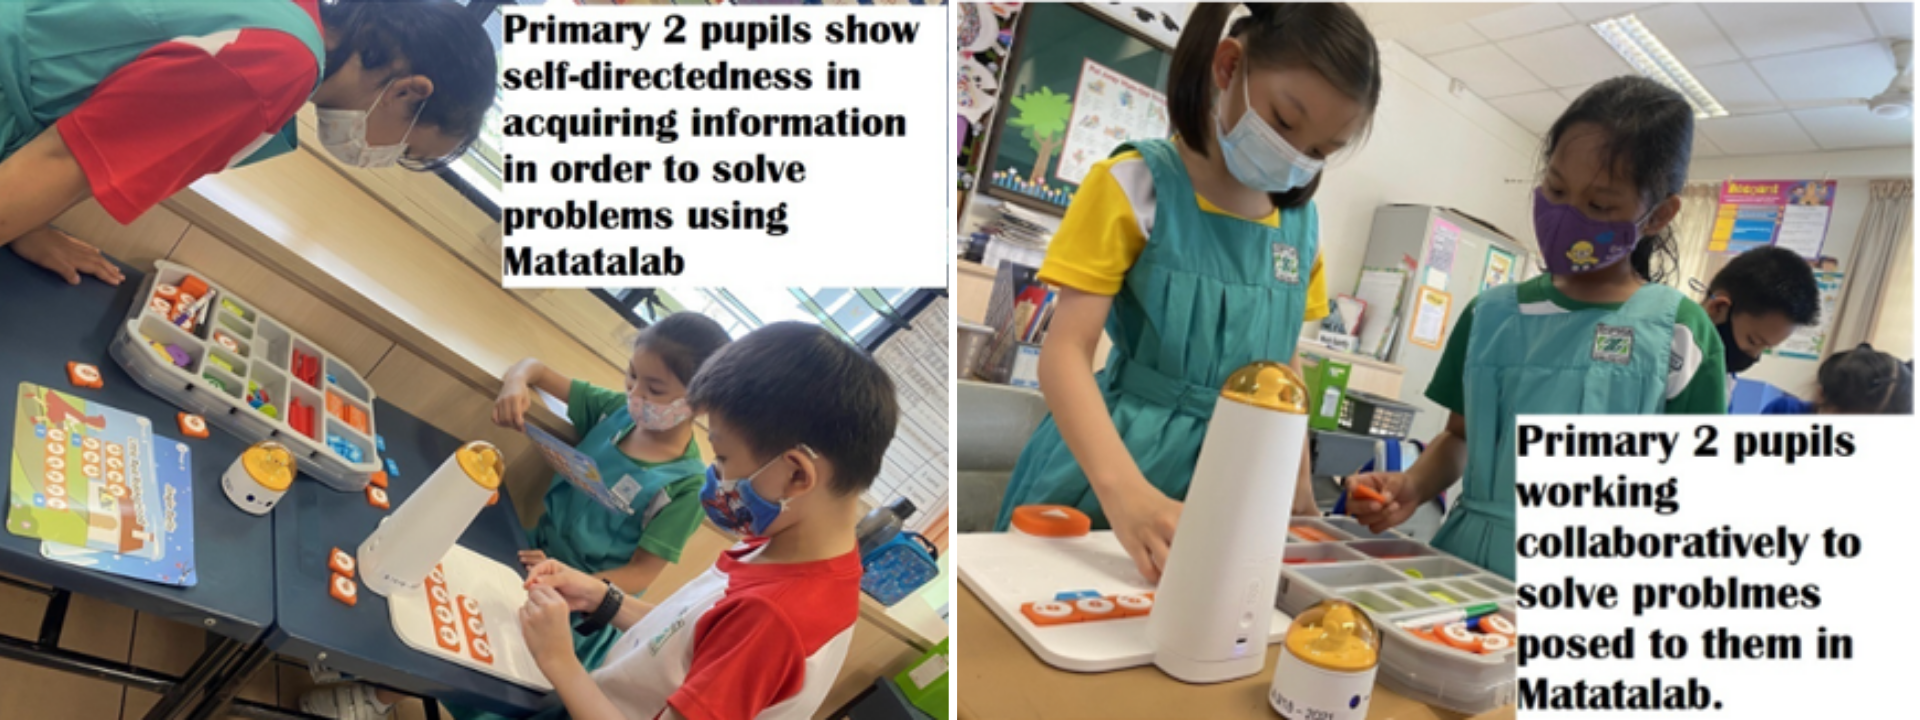 Primary 2 pupils show
self-directedness in
acquiring information
in order to solve
problems using
Matatalab
Primary 2 pupils
working
collaboratively to
solve problmes
posed to them in
Matatalab.